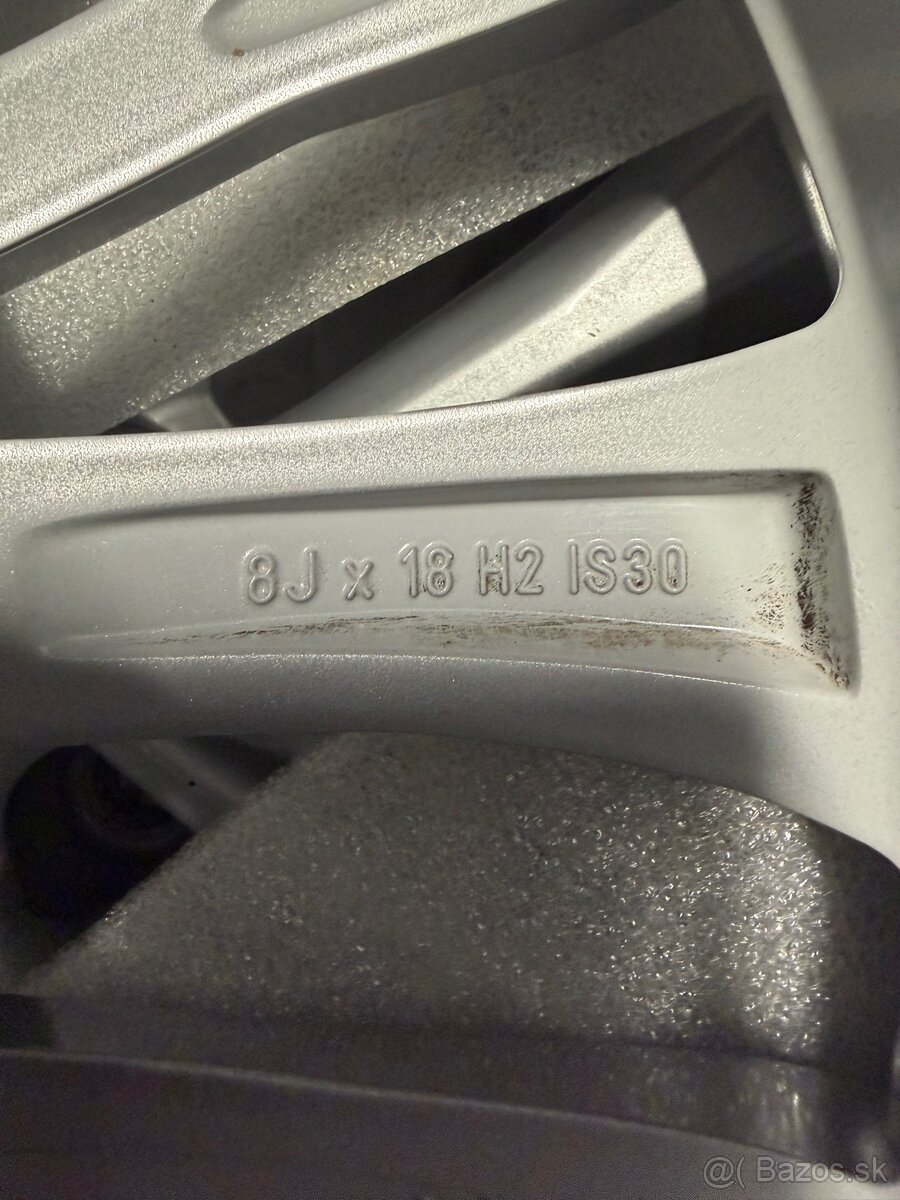 8J x 18 H2 IS30
@( Bazos.sk